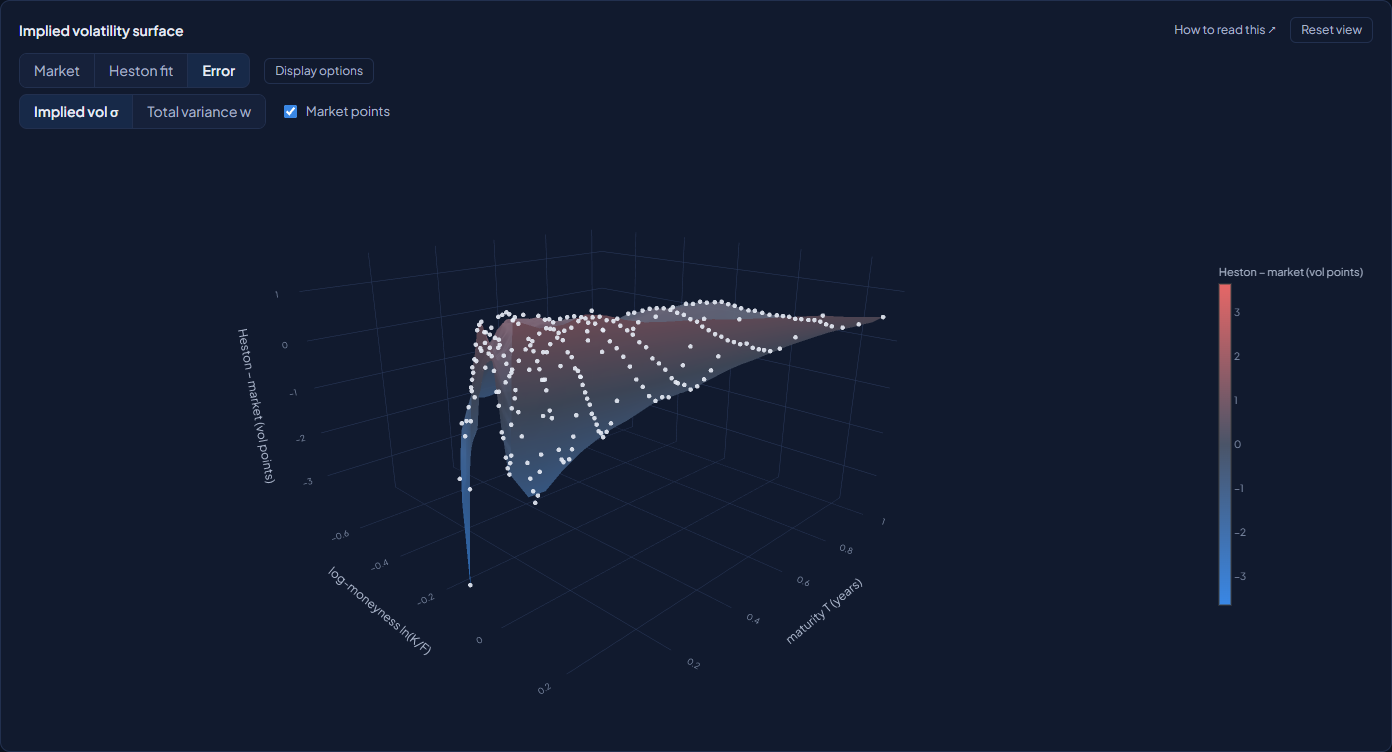 Implied volatility surface
How to read this ↗
Reset view
Market
Heston fit
Error
Display options
Implied vol σ
Total variance w
Market points
Heston – market (vol points)
3
2
1
0
−1
−2
−3
1
0
−1
−2
−3
Heston – market (vol points)
−0.6
−0.4
−0.2
0
0.2
log-moneyness ln(K/F)
1
0.8
0.6
0.4
0.2
maturity T (years)